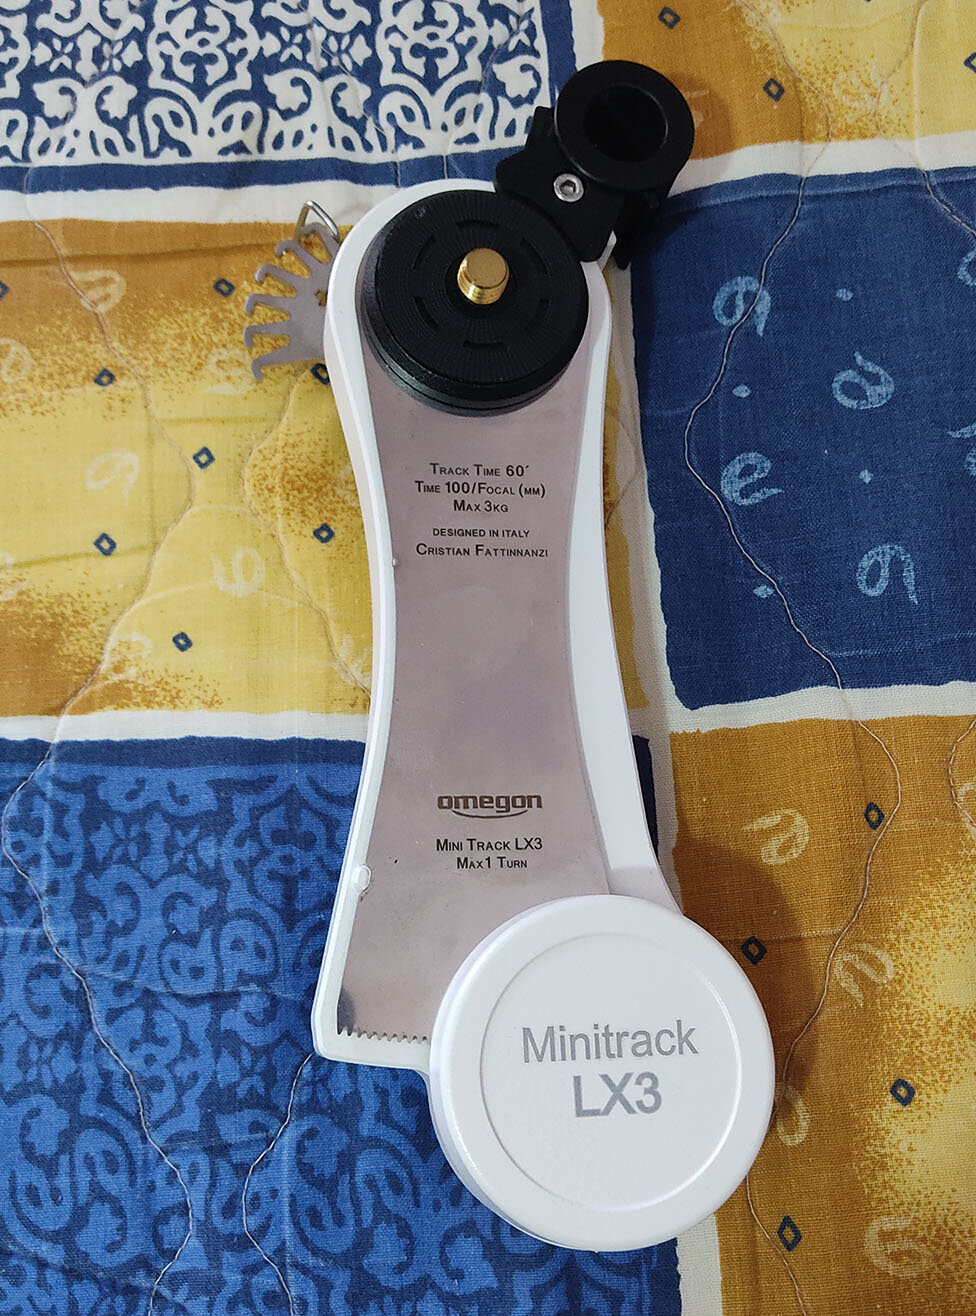 Track Time 60´
Time 100/Focal (mm)
Max 3kg
DESIGNED IN ITALY
Cristian Fattinnanzi
omegon
Mini Track LX3
Max 1 Turn
Minitrack
LX3